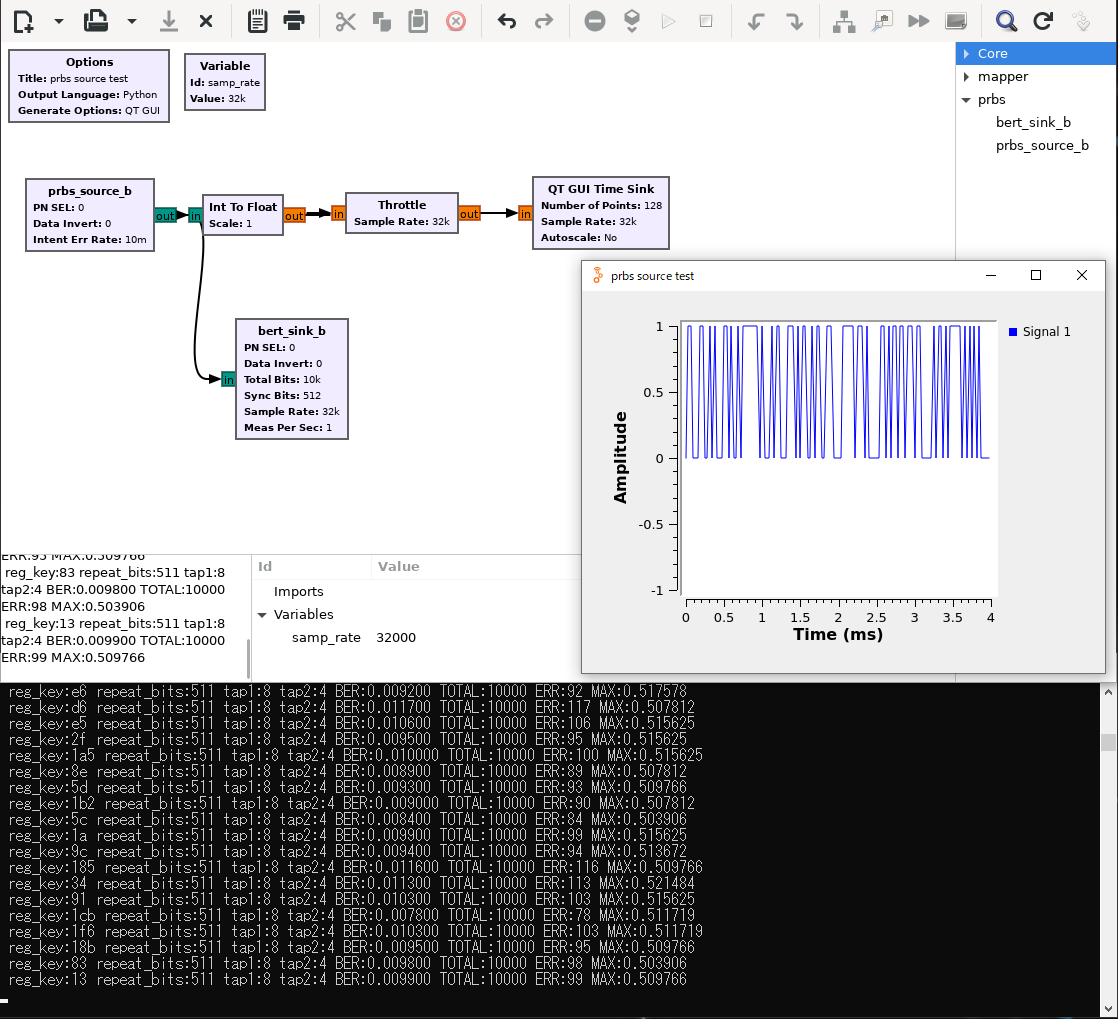 Options
Title: prbs source test
Output Language: Python
Generate Options: QT GUI
Variable
Id: samp_rate
Value: 32k
Core
mapper
prbs
bert_sink_b
prbs_source_b
prbs_source_b
PN SEL: 0
Data Invert: 0
Intent Err Rate: 10m
out
in
Int To Float
Scale: 1
out
in
Throttle
Sample Rate: 32k
out
in
QT GUI Time Sink
Number of Points: 128
Sample Rate: 32k
Autoscale: No
in
bert_sink_b
PN SEL: 0
Data Invert: 0
Total Bits: 10k
Sync Bits: 512
Sample Rate: 32k
Meas Per Sec: 1
prbs source test
Signal 1
Amplitude
1
0.5
0
-0.5
-1
0 0.5 1 1.5 2 2.5 3 3.5 4
Time (ms)
ERR:95 MAX:0.509766
reg_key:83 repeat_bits:511 tap1:8
tap2:4 BER:0.009800 TOTAL:10000
ERR:98 MAX:0.503906
reg_key:13 repeat_bits:511 tap1:8
tap2:4 BER:0.009900 TOTAL:10000
ERR:99 MAX:0.509766
Id Value
Imports
Variables
samp_rate 32000
reg_key:e6 repeat_bits:511 tap1:8 tap2:4 BER:0.009200 TOTAL:10000 ERR:92 MAX:0.517578
reg_key:d6 repeat_bits:511 tap1:8 tap2:4 BER:0.011700 TOTAL:10000 ERR:117 MAX:0.507812
reg_key:e5 repeat_bits:511 tap1:8 tap2:4 BER:0.010600 TOTAL:10000 ERR:106 MAX:0.515625
reg_key:2f repeat_bits:511 tap1:8 tap2:4 BER:0.009500 TOTAL:10000 ERR:95 MAX:0.515625
reg_key:1a5 repeat_bits:511 tap1:8 tap2:4 BER:0.010000 TOTAL:10000 ERR:100 MAX:0.515625
reg_key:8e repeat_bits:511 tap1:8 tap2:4 BER:0.008900 TOTAL:10000 ERR:89 MAX:0.507812
reg_key:5d repeat_bits:511 tap1:8 tap2:4 BER:0.009300 TOTAL:10000 ERR:93 MAX:0.509766
reg_key:1b2 repeat_bits:511 tap1:8 tap2:4 BER:0.009000 TOTAL:10000 ERR:90 MAX:0.507812
reg_key:5c repeat_bits:511 tap1:8 tap2:4 BER:0.008400 TOTAL:10000 ERR:84 MAX:0.503906
reg_key:1a repeat_bits:511 tap1:8 tap2:4 BER:0.009900 TOTAL:10000 ERR:99 MAX:0.515625
reg_key:9c repeat_bits:511 tap1:8 tap2:4 BER:0.009400 TOTAL:10000 ERR:94 MAX:0.513672
reg_key:185 repeat_bits:511 tap1:8 tap2:4 BER:0.011600 TOTAL:10000 ERR:116 MAX:0.509766
reg_key:34 repeat_bits:511 tap1:8 tap2:4 BER:0.011300 TOTAL:10000 ERR:113 MAX:0.521484
reg_key:91 repeat_bits:511 tap1:8 tap2:4 BER:0.010300 TOTAL:10000 ERR:103 MAX:0.515625
reg_key:1cb repeat_bits:511 tap1:8 tap2:4 BER:0.007800 TOTAL:10000 ERR:78 MAX:0.511719
reg_key:1f6 repeat_bits:511 tap1:8 tap2:4 BER:0.010300 TOTAL:10000 ERR:103 MAX:0.511719
reg_key:18b repeat_bits:511 tap1:8 tap2:4 BER:0.009500 TOTAL:10000 ERR:95 MAX:0.509766
reg_key:83 repeat_bits:511 tap1:8 tap2:4 BER:0.009800 TOTAL:10000 ERR:98 MAX:0.503906
reg_key:13 repeat_bits:511 tap1:8 tap2:4 BER:0.009900 TOTAL:10000 ERR:99 MAX:0.509766